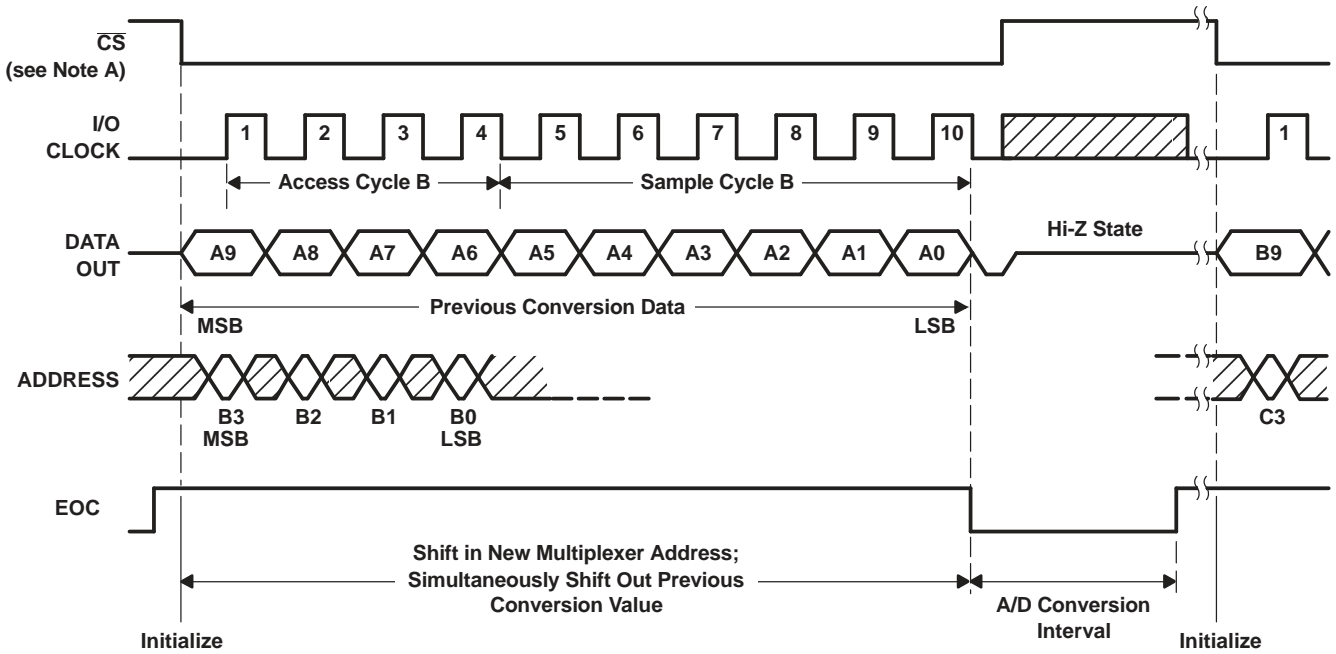 CS
(see Note A)
I/O
CLOCK
1 2 3 4 5 6 7 8 9 10 1
Access Cycle B
Sample Cycle B
DATA
OUT
A9 A8 A7 A6 A5 A4 A3 A2 A1 A0
Hi-Z State
B9
Previous Conversion Data
MSB
LSB
ADDRESS
B3 B2 B1 B0 C3
MSB LSB
EOC
Shift in New Multiplexer Address;
Simultaneously Shift Out Previous
Conversion Value
A/D Conversion
Interval
Initialize
Initialize